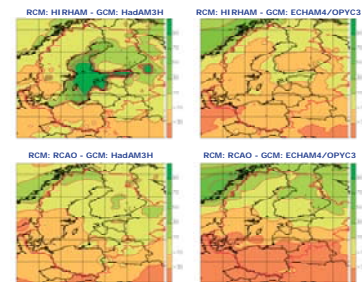 RCM: HIRHAM - GCM: HadAM3H
RCM: HIRHAM - GCM: ECHAM4/OPYC3
RCM: RCAO - GCM: HadAM3H
RCM: RCAO - GCM: ECHAM4/OPYC3